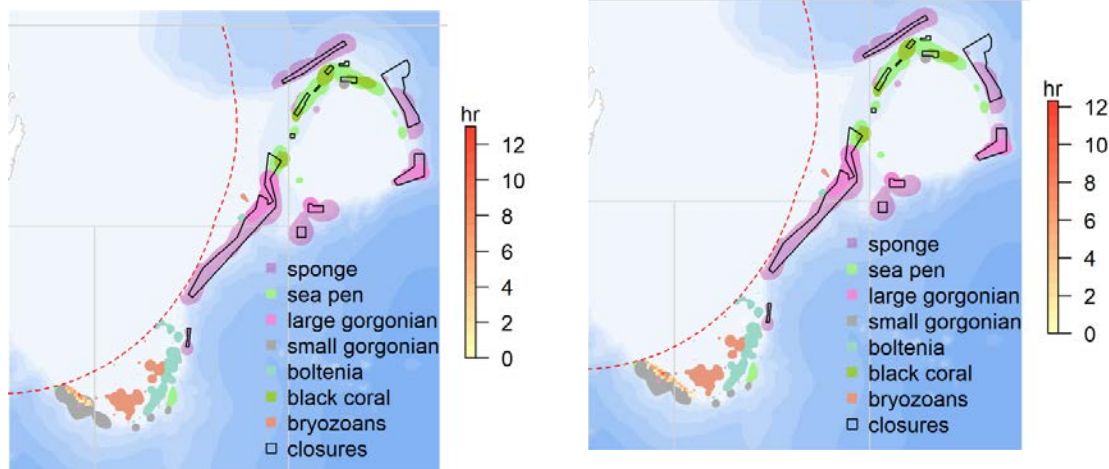 hr
12
10
8
6
4
2
0
sponge
sea pen
large gorgonian
small gorgonian
boltenia
black coral
bryozoans
closures
hr
12
10
8
6
4
2
0
sponge
sea pen
large gorgonian
small gorgonian
boltenia
black coral
bryozoans
closures